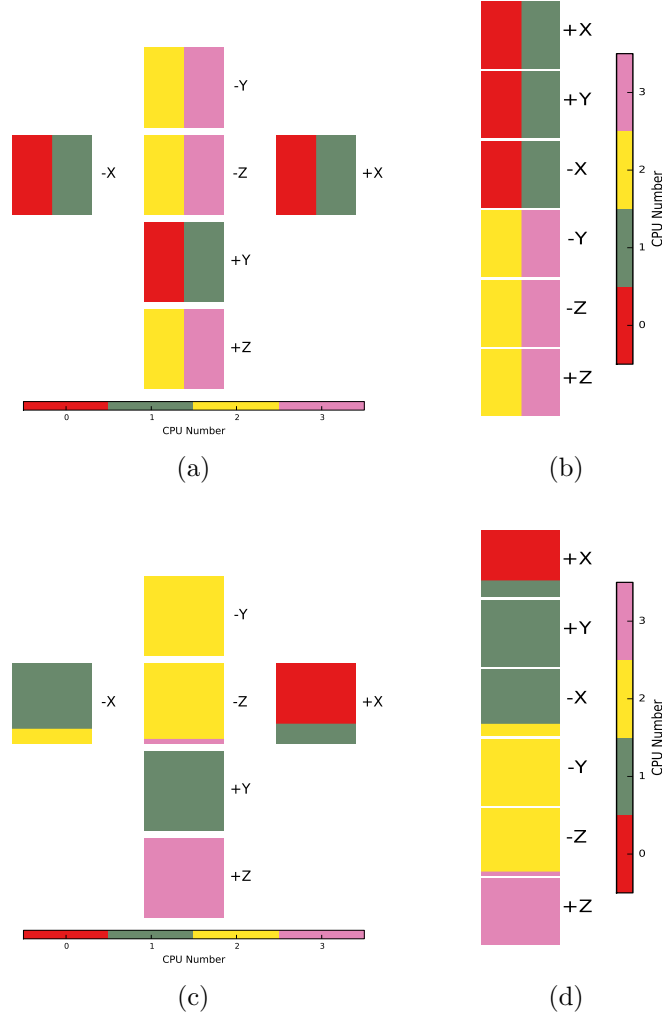 -Y
-X
-Z
+X
+Y
+Z
0 1 2 3
CPU Number
(a)
+X
+Y
-X
-Y
-Z
+Z
3
2
1
0
CPU Number
(b)
-Y
-X
-Z
+X
+Y
+Z
0 1 2 3
CPU Number
(c)
+X
+Y
-X
-Y
-Z
+Z
3
2
1
0
CPU Number
(d)